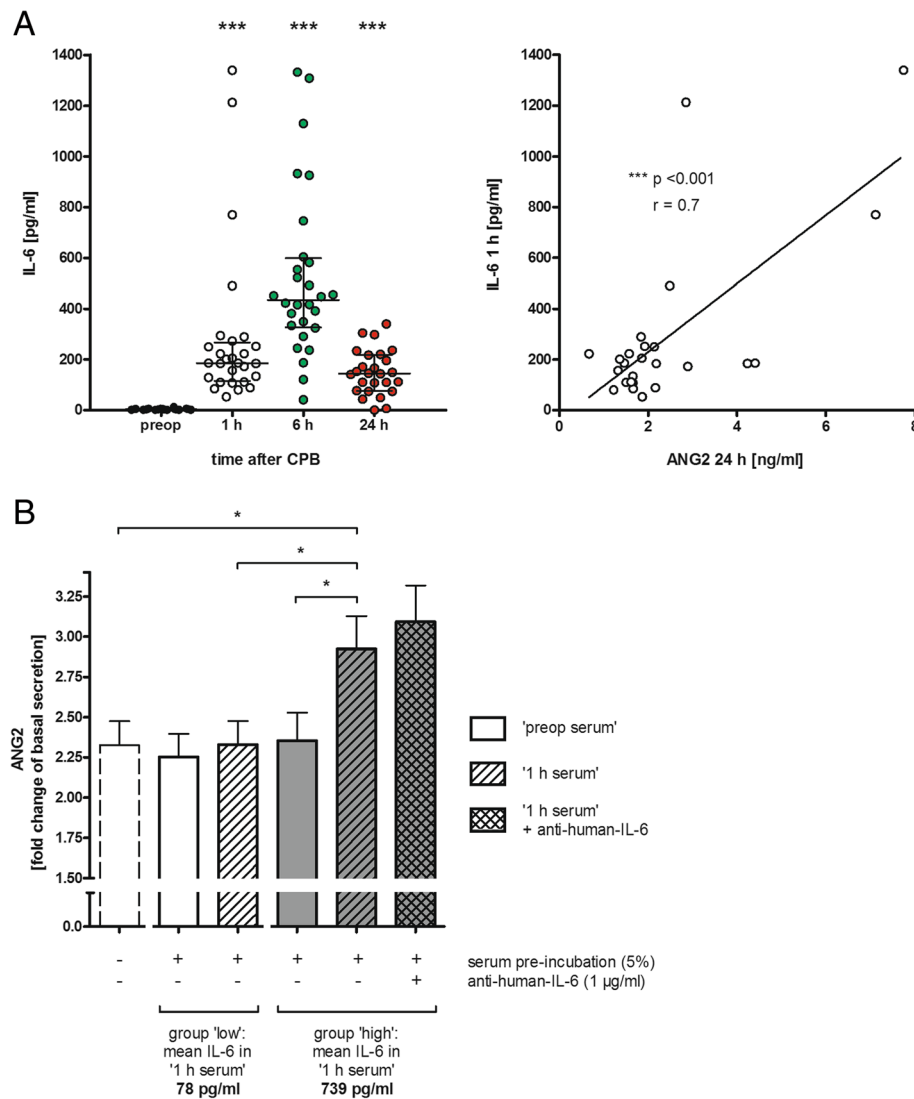 A
*** *** ***
1400
1200
1000
800
600
400
200
0
IL-6 [pg/ml]
preop 1 h 6 h 24 h
time after CPB
1400
1200
1000
800
600
400
200
0
IL-6 1 h [pg/ml]
*** p <0.001
r = 0.7
0 2 4 6 8
ANG2 24 h [ng/ml]
B
*
*
*
3.25
3.00
2.75
2.50
2.25
2.00
1.75
1.50
0.0
ANG2
[fold change of basal secretion]
'preop serum'
'1 h serum'
'1 h serum'
+ anti-human-IL-6
- + + + + + serum pre-incubation (5%)
- - - - - + anti-human-IL-6 (1 µg/ml)
group 'low':
mean IL-6 in
'1 h serum'
78 pg/ml
group 'high':
mean IL-6 in
'1 h serum'
739 pg/ml